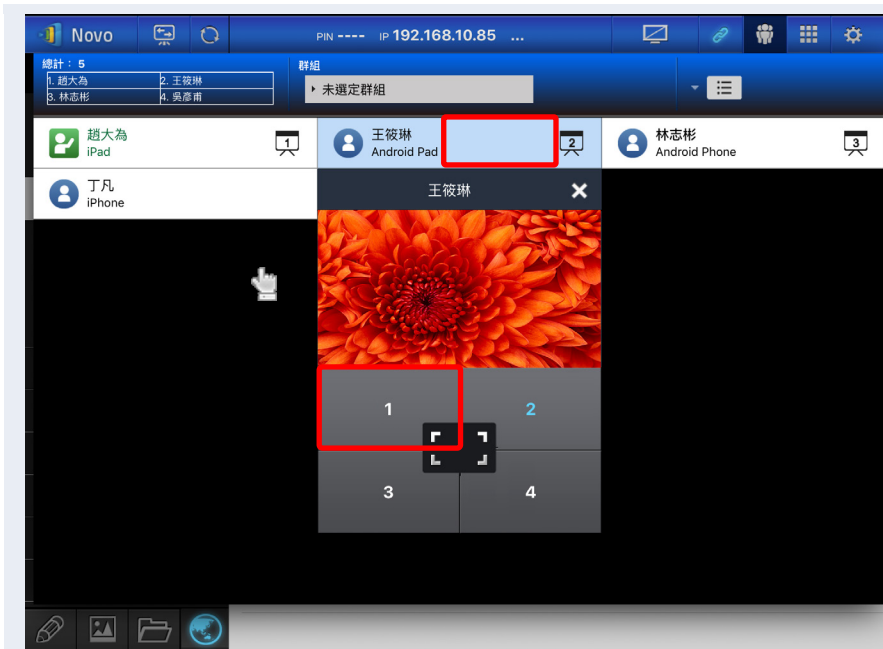 Novo
PIN ---- IP 192.168.10.85 ...
總計： 5
1. 趙大為 2. 王筱琳
3. 林志彬 4. 吳彥甫
群組
未選定群組
趙大為
iPad
1
王筱琳
Android Pad
2
林志彬
Android Phone
3
丁凡
iPhone
王筱琳
1
2
3
4